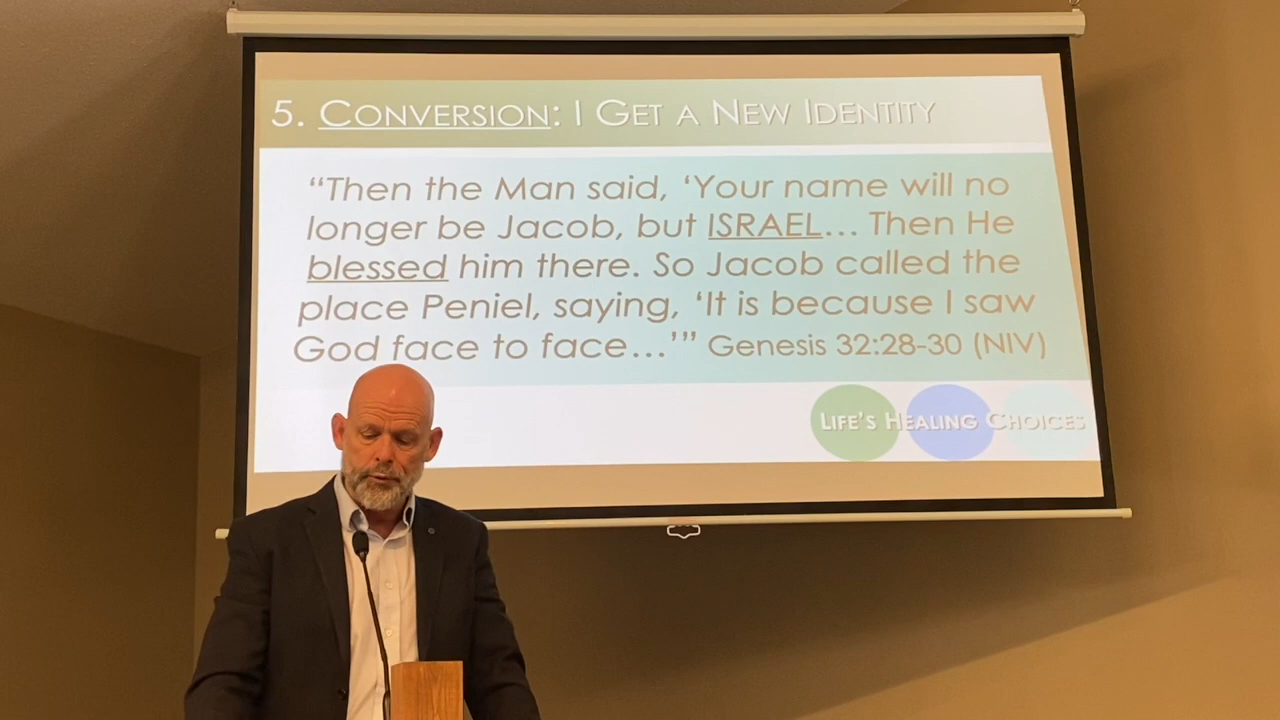 5. CONVERSION: I GET A NEW IDENTITY
“Then the Man said, ‘Your name will no
longer be Jacob, but ISRAEL... Then He
blessed him there. So Jacob called the
place Peniel, saying, ‘It is because I saw
God face to face...’” Genesis 32:28-30 (NIV)
LIFE’S HEALING CHOICES